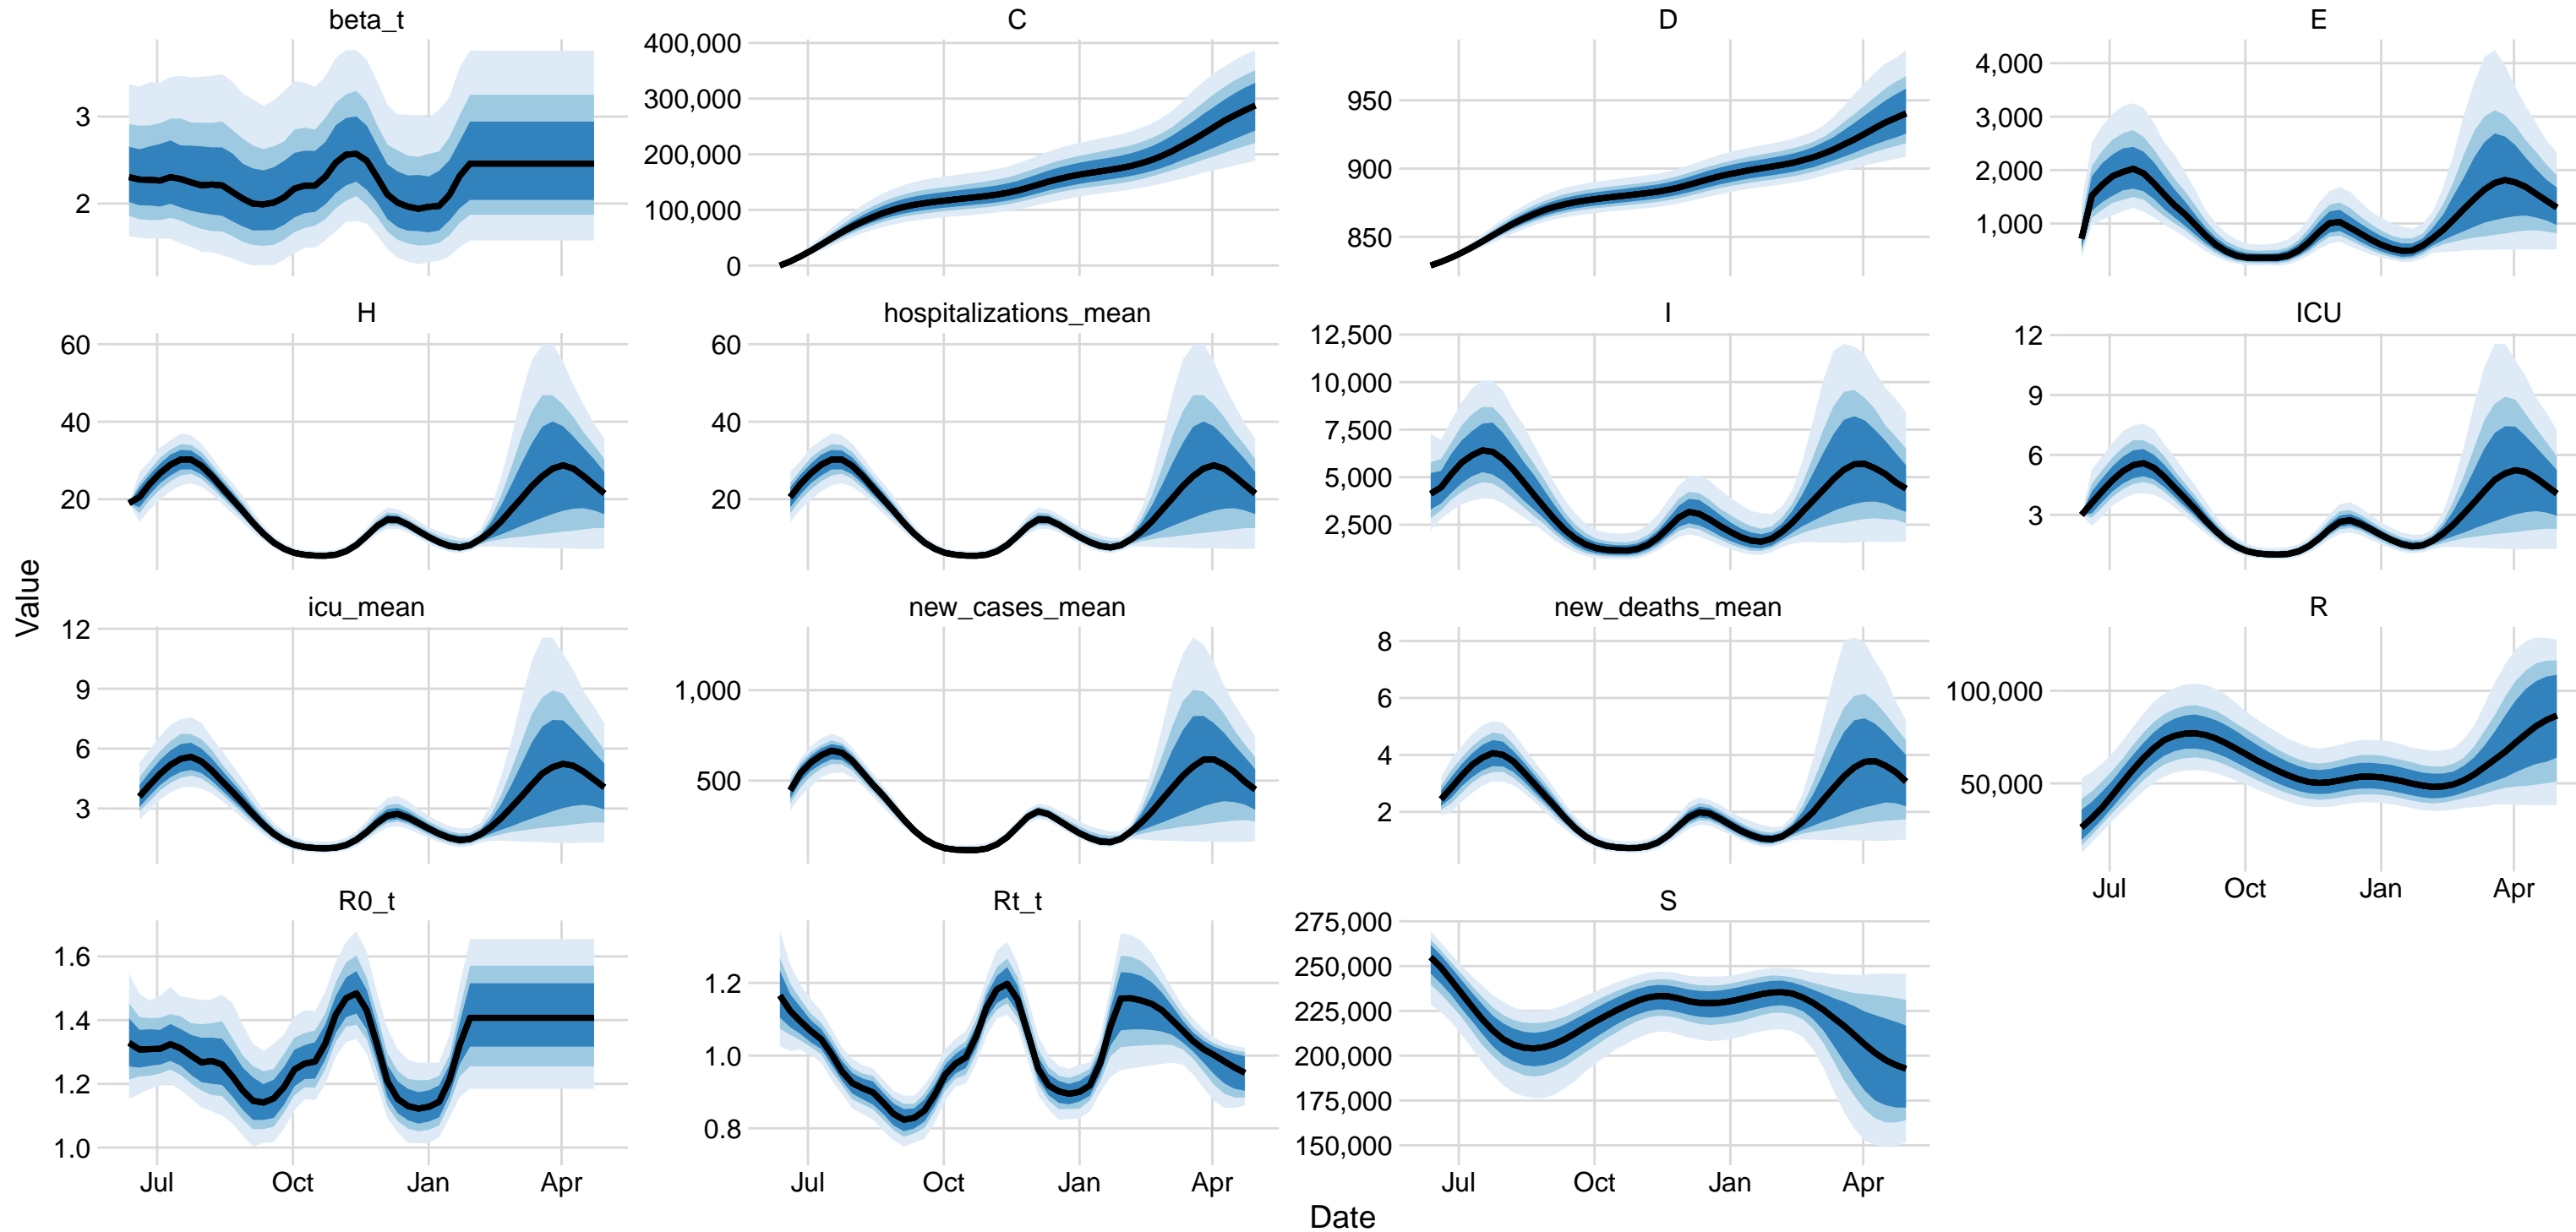 beta_t
3
2
C
400,000
300,000
200,000
100,000
0
D
950
900
850
E
4,000
3,000
2,000
1,000
H
60
40
20
hospitalizations_mean
60
40
20
I
12,500
10,000
7,500
5,000
2,500
ICU
12
9
6
3
Value
icu_mean
12
9
6
3
new_cases_mean
1,000
500
new_deaths_mean
8
6
4
2
R
100,000
50,000
Jul Oct Jan Apr
R0_t
1.6
1.4
1.2
1.0
Jul Oct Jan Apr
Rt_t
1.2
1.0
0.8
Jul Oct Jan Apr
S
275,000
250,000
225,000
200,000
175,000
150,000
Jul Oct Jan Apr
Date